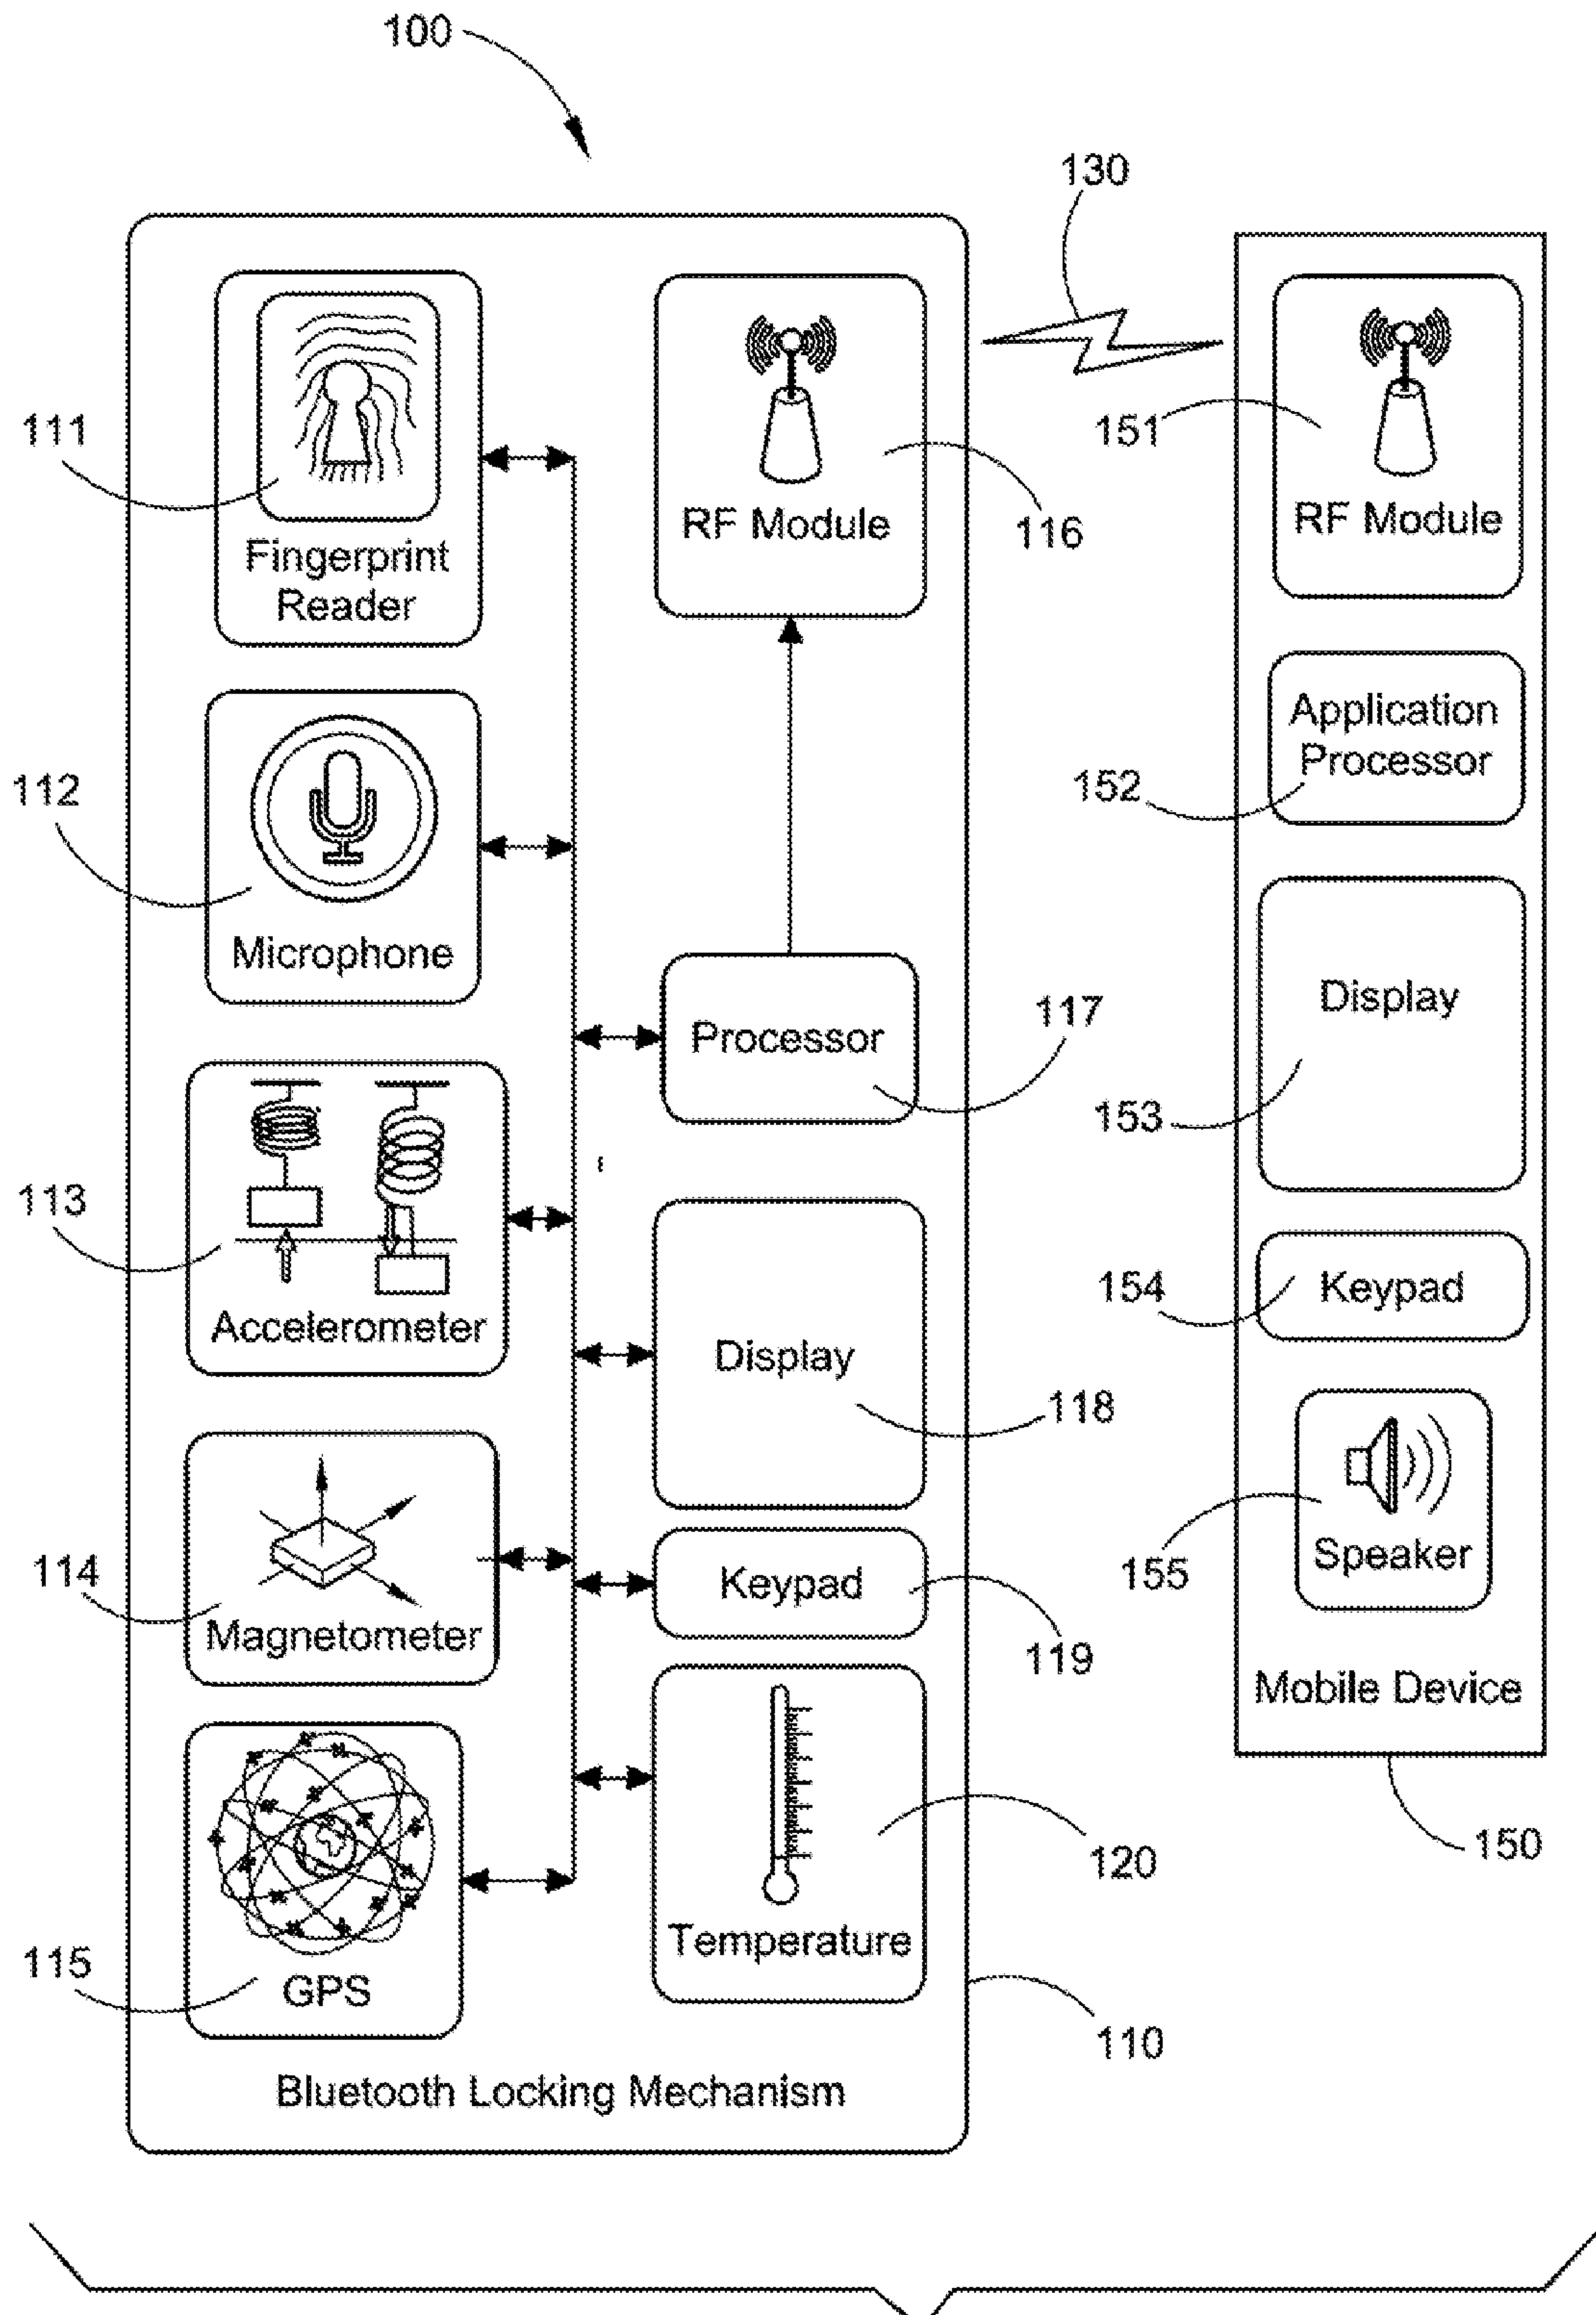 100
130
111
Fingerprint
Reader
RF Module
116
151
RF Module
112
Microphone
Application
Processor
152
Processor
117
Display
153
113
Accelerometer
Display
118
154
Keypad
114
Magnetometer
Keypad
119
155
Speaker
Mobile Device
150
115
GPS
Temperature
120
110
Bluetooth Locking Mechanism